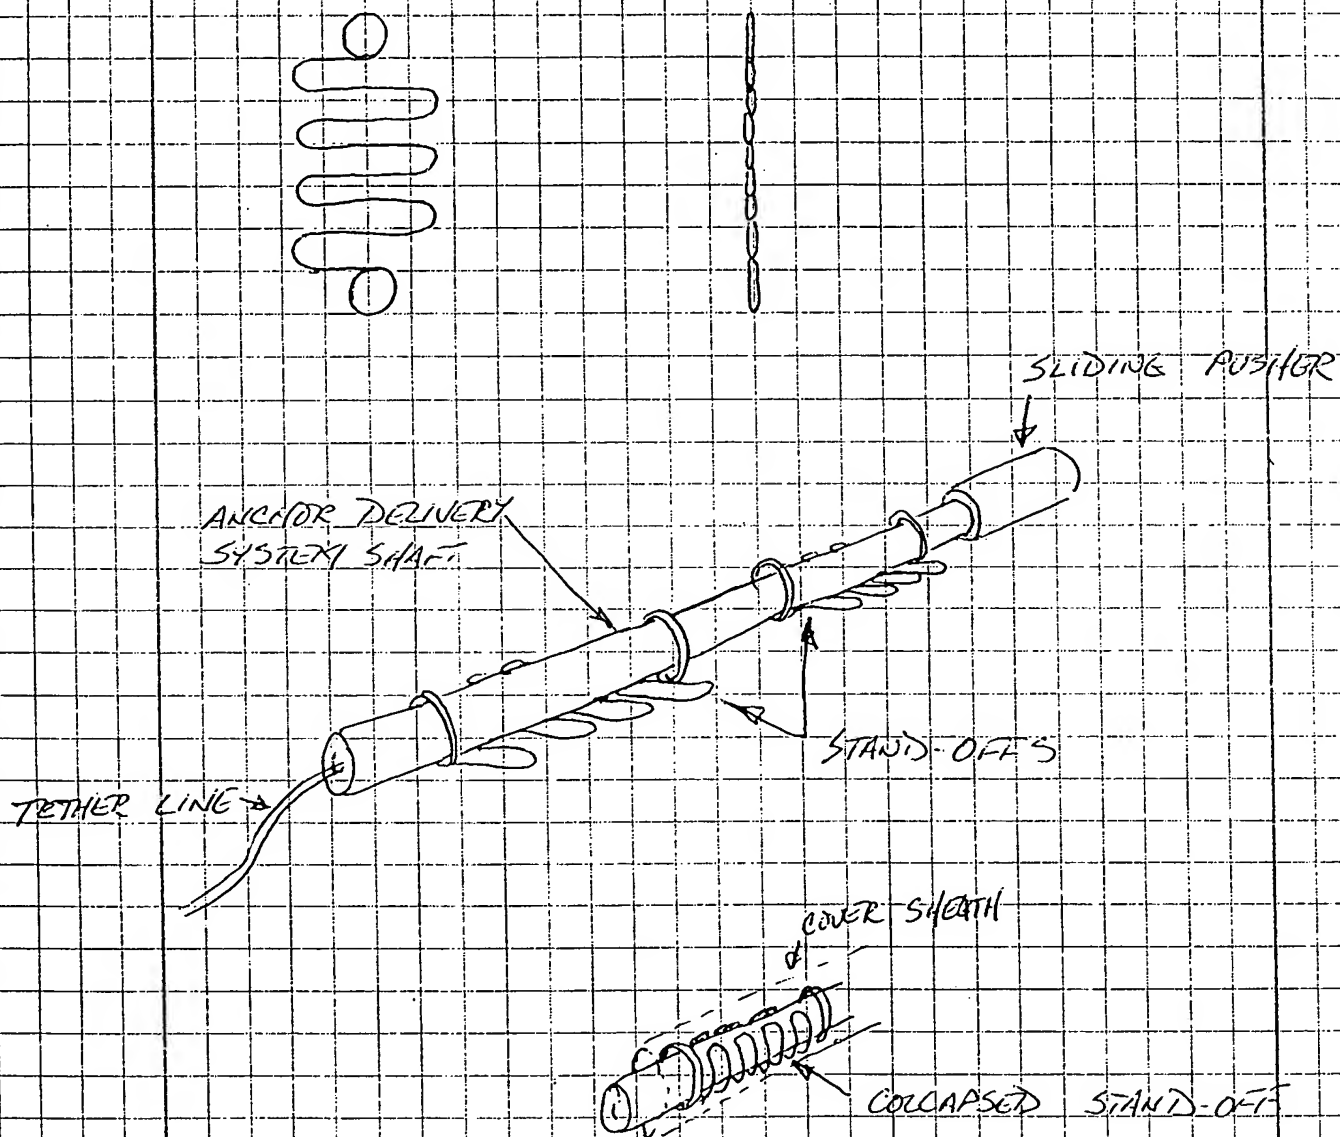 SLIDING PUSHER
ANCHOR DELIVERY
SYSTEM SHAFT
STAND-OFFS
TETHER LINE
COVER SHEATH
COLLAPSED STAND-OFF